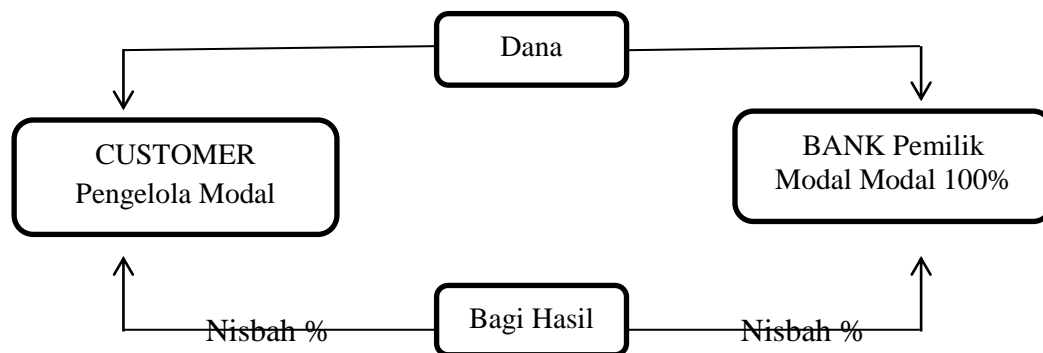 Dana
CUSTOMER
Pengelola Modal
BANK Pemilik
Modal Modal 100%
Nisbah %
Bagi Hasil
Nisbah %